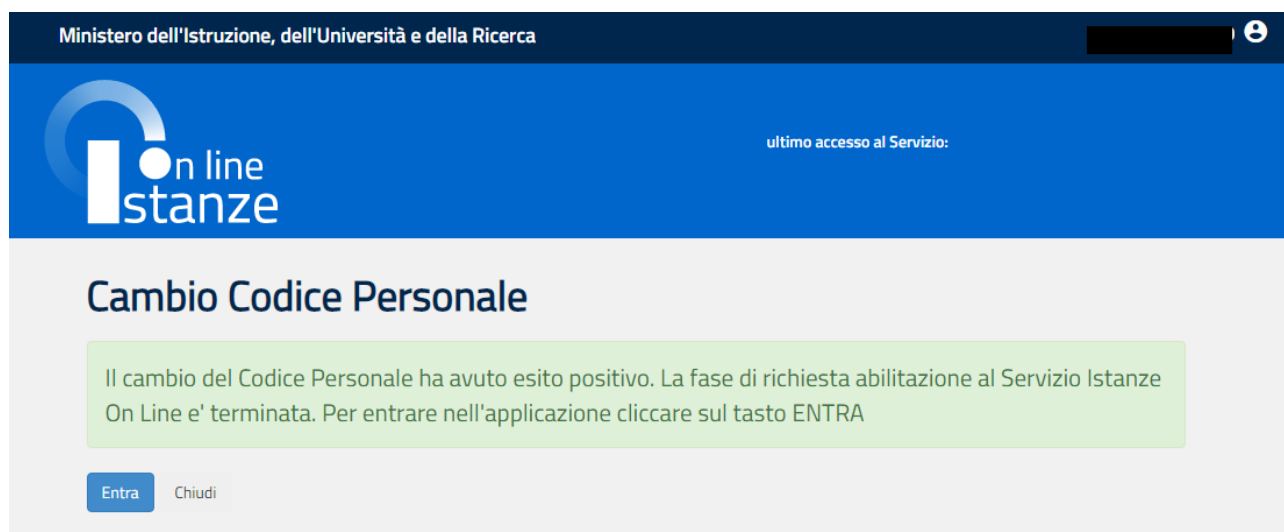 Ministero dell'Istruzione, dell'Università e della Ricerca
On line
Istanze
ultimo accesso al Servizio:
Cambio Codice Personale
Il cambio del Codice Personale ha avuto esito positivo. La fase di richiesta abilitazione al Servizio Istanze
On Line e' terminata. Per entrare nell'applicazione cliccare sul tasto ENTRA
Entra Chiudi